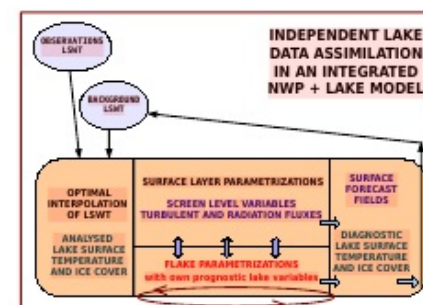 OBSERVATIONS
LSWT
BACKGROUND
LSWT
INDEPENDENT LAKE
DATA ASSIMILATION
IN AN INTEGRATED
NWP + LAKE MODEL
OPTIMAL
INTERPOLATION
OF LSWT
ANALYSED
LAKE SURFACE
TEMPERATURE
AND ICE COVER
SURFACE LAYER PARAMETRIZATIONS
SCREEN LEVEL VARIABLES
TURBULENT AND RADIATION FLUXES
FLAKE PARAMETRIZATIONS
with own prognostic lake variables
SURFACE
FORECAST
FIELDS
DIAGNOSTIC
LAKE SURFACE
TEMPERATURE
AND ICE COVER